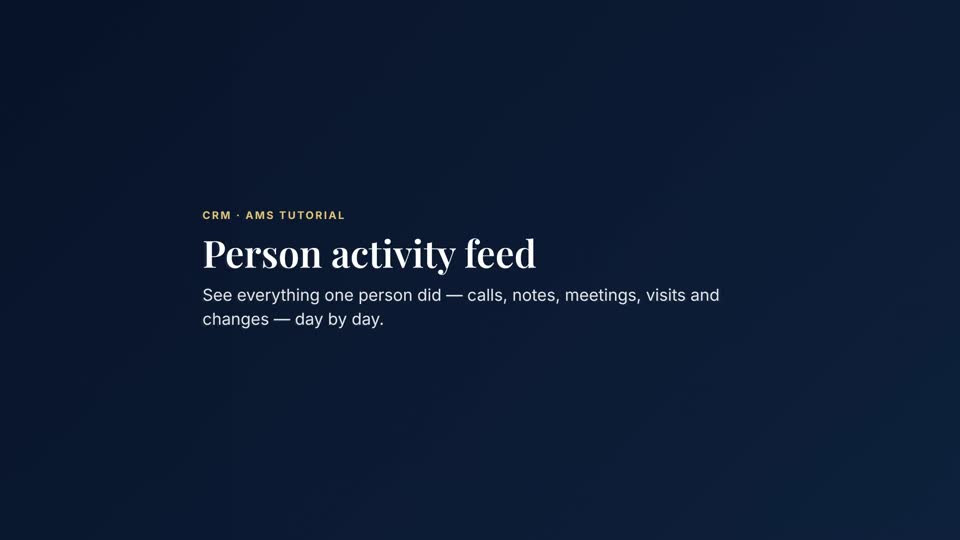 CRM · AMS TUTORIAL
Person activity feed
See everything one person did — calls, notes, meetings, visits and
changes — day by day.